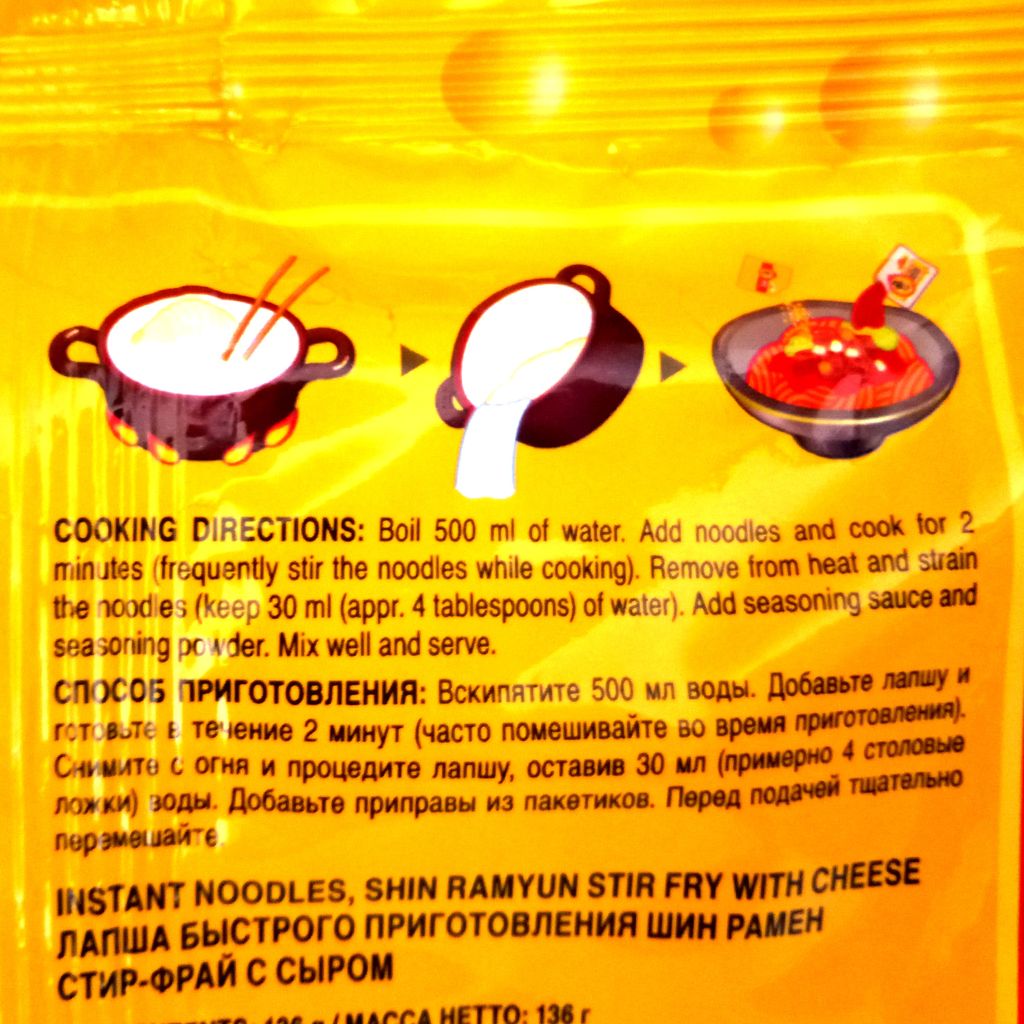 COOKING DIRECTIONS: Boil 500 ml of water. Add noodles and cook for 2
minutes (frequently stir the noodles while cooking). Remove from heat and strain
the noodles (keep 30 ml (appr. 4 tablespoons) of water). Add seasoning sauce and
seasoning powder. Mix well and serve.
СПОСОБ ПРИГОТОВЛЕНИЯ: Вскипятите 500 мл воды. Добавьте лапшу и
готовьте в течение 2 минут (часто помешивайте во время приготовления).
Снимите с огня и процедите лапшу, оставив 30 мл (примерно 4 столовые
ложки) воды. Добавьте приправы из пакетиков. Перед подачей тщательно
перемешайте.
INSTANT NOODLES, SHIN RAMYUN STIR FRY WITH CHEESE
ЛАПША БЫСТРОГО ПРИГОТОВЛЕНИЯ ШИН РАМЕН
СТИР-ФРАЙ С СЫРОМ
136 g / МАССА НЕТТО: 136 г